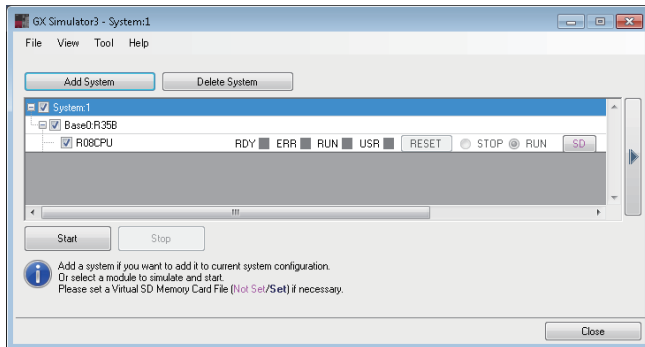 GX Simulator3 - System:1
File View Tool Help
Add System Delete System
System:1
Base0:R35B
R08CPU RDY ERR RUN USR RESET STOP RUN SD
Start Stop
Add a system if you want to add it to current system configuration.
Or select a module to simulate and start.
Please set a Virtual SD Memory Card File (Not Set/Set) if necessary.
Close